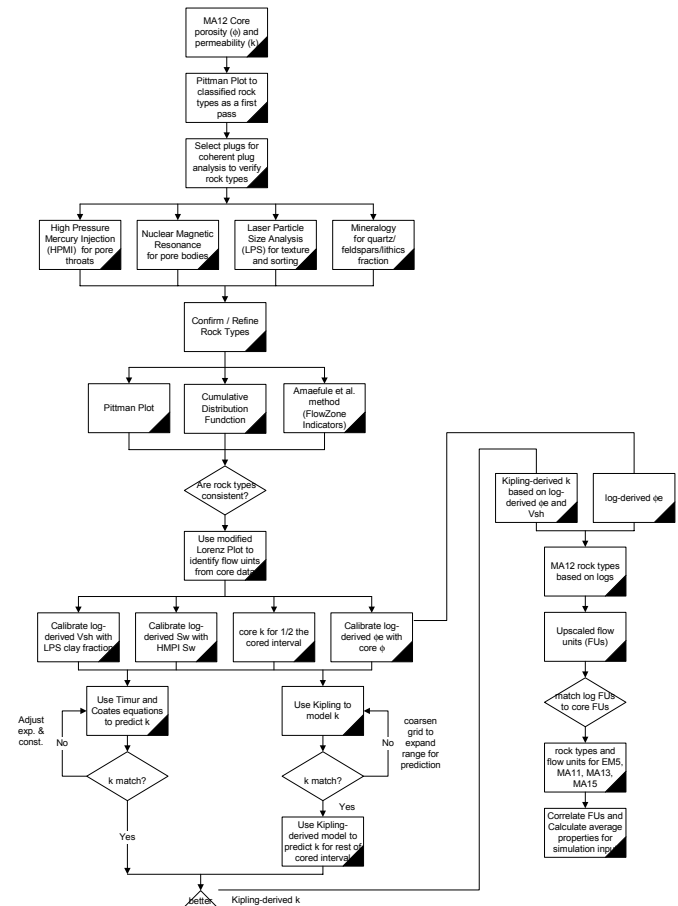 MA12 Core
porosity (ϕ) and
permeability (k)
Pittman Plot to
classified rock
types as a first
pass
Select plugs for
coherent plug
analysis to verify
rock types
High Pressure
Mercury Injection
(HPMI) for pore
throats
Nuclear Magnetic
Resonance
for pore bodies
Laser Particle
Size Analysis
(LPS) for texture
and sorting
Mineralogy
for quartz/
feldspars/lithics
fraction
Confirm / Refine
Rock Types
Pittman Plot
Cumulative
Distribution
Fundction
Amaefule et al.
method
(FlowZone
Indicators)
Are rock types
consistent?
Use modified
Lorenz Plot to
identify flow uints
from core data
Calibrate log-
derived Vsh with
LPS clay fraction
Calibrate log-
derived Sw with
HMPI Sw
core k for 1/2 the
cored interval
Calibrate log-
derived ϕe with
core ϕ
Use Timur and
Coates equations
to predict k
Adjust
exp. &
const.
No
k match?
Yes
Use Kipling to
model k
coarsen
grid to
expand
range for
prediction
No
k match?
Yes
Use Kipling-
derived model to
predict k for rest of
cored interval
better
Kipling-derived k
Kipling-derived k
based on log-
derived ϕe and
Vsh
log-derived ϕe
MA12 rock types
based on logs
Upscaled flow
units (FUs)
match log FUs
to core FUs
rock types and
flow units for EM5,
MA11, MA13,
MA15
Correlate FUs and
Calculate average
properties for
simulation input